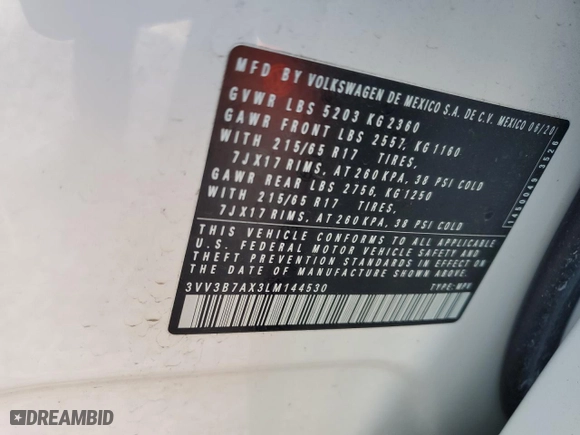 MFD BY VOLKSWAGEN DE MEXICO S.A. DE C.V. MEXICO 06/20
GVWR LBS 5203 KG 2360
GAWR FRONT LBS 2557, KG 1160
WITH 215/65 R17 TIRES,
7JX17 RIMS, AT 260 KPA, 38 PSI COLD
GAWR REAR LBS 2756, KG 1250
WITH 215/65 R17 TIRES,
7JX17 RIMS, AT 260 KPA, 38 PSI COLD
THIS VEHICLE CONFORMS TO ALL APPLICABLE
U.S. FEDERAL MOTOR VEHICLE SAFETY AND
THEFT PREVENTION STANDARDS IN EFFECT ON
THE DATE OF MANUFACTURE SHOWN ABOVE.
3VV3B7AX3LM144530 TYPE: MPV
3526
DREAMBID